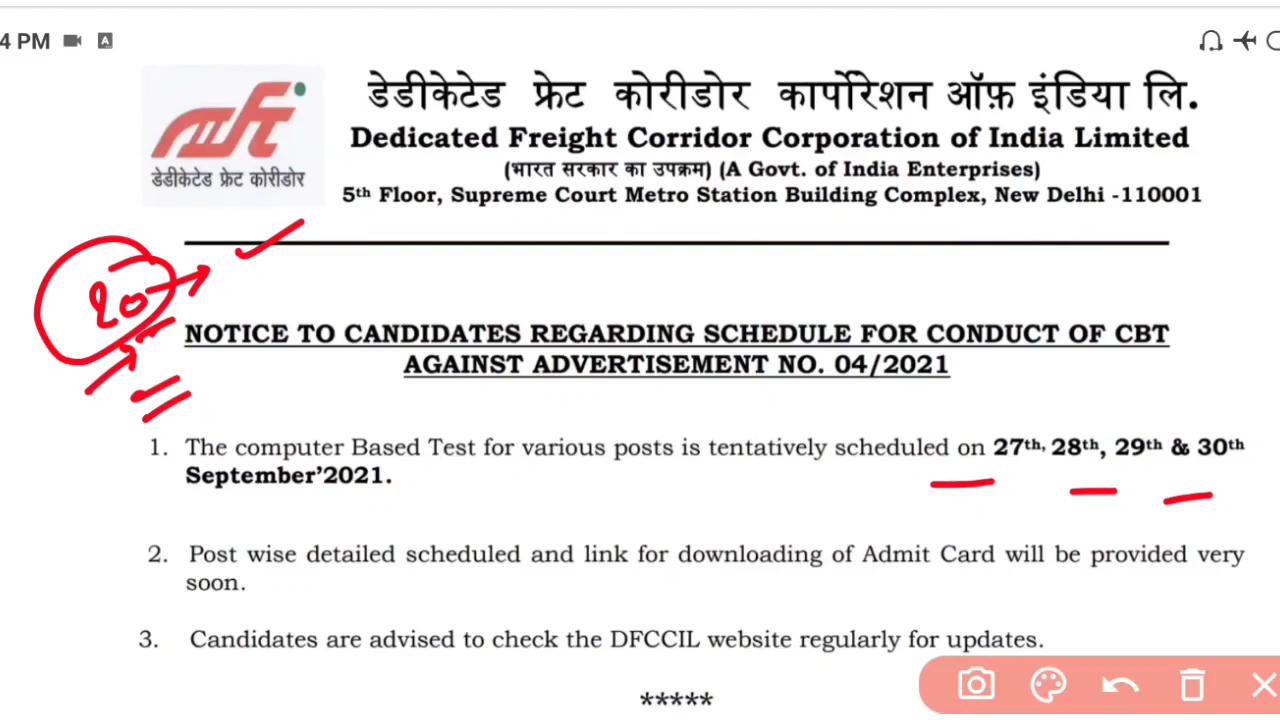 4 PM
A
डेडीकेटेड फ्रेट कोरीडोर कार्पोरेशन ऑफ़ इंडिया लि.
Dedicated Freight Corridor Corporation of India Limited
(भारत सरकार का उपक्रम) (A Govt. of India Enterprises)
5th Floor, Supreme Court Metro Station Building Complex, New Delhi -110001
डेडीकेटेड फ्रेट कोरीडोर
NOTICE TO CANDIDATES REGARDING SCHEDULE FOR CONDUCT OF CBT
AGAINST ADVERTISEMENT NO. 04/2021
1. The computer Based Test for various posts is tentatively scheduled on 27th, 28th, 29th & 30th
September’2021.
2. Post wise detailed scheduled and link for downloading of Admit Card will be provided very
soon.
3. Candidates are advised to check the DFCCIL website regularly for updates.
*****